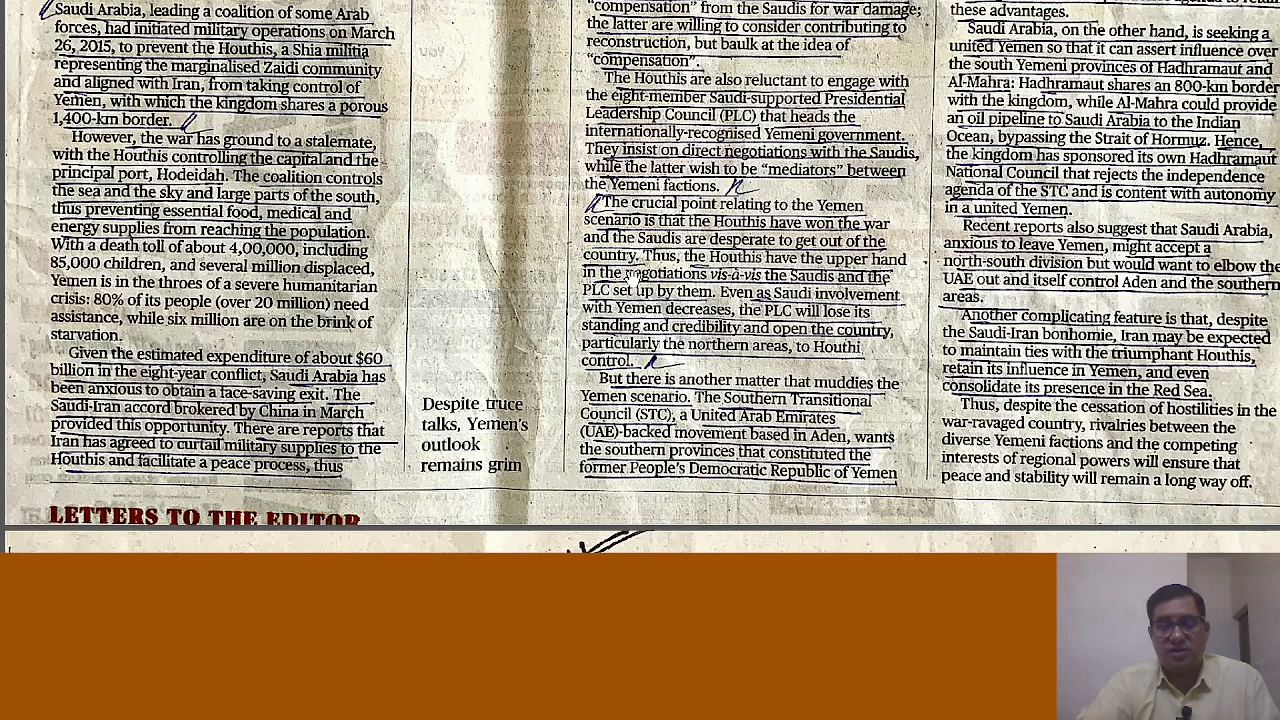 Saudi Arabia, leading a coalition of some Arab
forces, had initiated military operations on March
26, 2015, to prevent the Houthis, a Shia militia
representing the marginalised Zaidi community
and aligned with Iran, from taking control of
Yemen, with which the kingdom shares a porous
1,400-km border.
However, the war has ground to a stalemate,
with the Houthis controlling the capital and the
principal port, Hodeidah. The coalition controls
the sea and the sky and large parts of the south,
thus preventing essential food, medical and
energy supplies from reaching the population.
With a death toll of about 4,00,000, including
85,000 children, and several million displaced,
Yemen is in the throes of a severe humanitarian
crisis: 80% of its people (over 20 million) need
assistance, while six million are on the brink of
starvation.
Given the estimated expenditure of about $60
billion in the eight-year conflict, Saudi Arabia has
been anxious to obtain a face-saving exit. The
Saudi-Iran accord brokered by China in March
provided this opportunity. There are reports that
Iran has agreed to curtail military supplies to the
Houthis and facilitate a peace process, thus
Despite truce
talks, Yemen's
outlook
remains grim
"compensation" from the Saudis for war damage;
the latter are willing to consider contributing to
reconstruction, but baulk at the idea of
"compensation".
The Houthis are also reluctant to engage with
the eight-member Saudi-supported Presidential
Leadership Council (PLC) that heads the
internationally-recognised Yemeni government.
They insist on direct negotiations with the Saudis,
while the latter wish to be "mediators" between
the Yemeni factions.
The crucial point relating to the Yemen
scenario is that the Houthis have won the war
and the Saudis are desperate to get out of the
country. Thus, the Houthis have the upper hand
in the negotiations vis-à-vis the Saudis and the
PLC set up by them. Even as Saudi involvement
with Yemen decreases, the PLC will lose its
standing and credibility and open the country,
particularly the northern areas, to Houthi
control.
But there is another matter that muddies the
Yemen scenario. The Southern Transitional
Council (STC), a United Arab Emirates
(UAE)-backed movement based in Aden, wants
the southern provinces that constituted the
former People's Democratic Republic of Yemen
these advantages.
Saudi Arabia, on the other hand, is seeking a
united Yemen so that it can assert influence over
the south Yemeni provinces of Hadhramaut and
Al-Mahra: Hadhramaut shares an 800-km border
with the kingdom, while Al-Mahra could provide
an oil pipeline to Saudi Arabia to the Indian
Ocean, bypassing the Strait of Hormuz. Hence,
the kingdom has sponsored its own Hadhramaut
National Council that rejects the independence
agenda of the STC and is content with autonomy
in a united Yemen.
Recent reports also suggest that Saudi Arabia,
anxious to leave Yemen, might accept a
north-south division but would want to elbow the
UAE out and itself control Aden and the southern
areas.
Another complicating feature is that, despite
the Saudi-Iran bonhomie, Iran may be expected
to maintain ties with the triumphant Houthis,
retain its influence in Yemen, and even
consolidate its presence in the Red Sea.
Thus, despite the cessation of hostilities in the
war-ravaged country, rivalries between the
diverse Yemeni factions and the competing
interests of regional powers will ensure that
peace and stability will remain a long way off.
LETTERS TO THE EDITOR